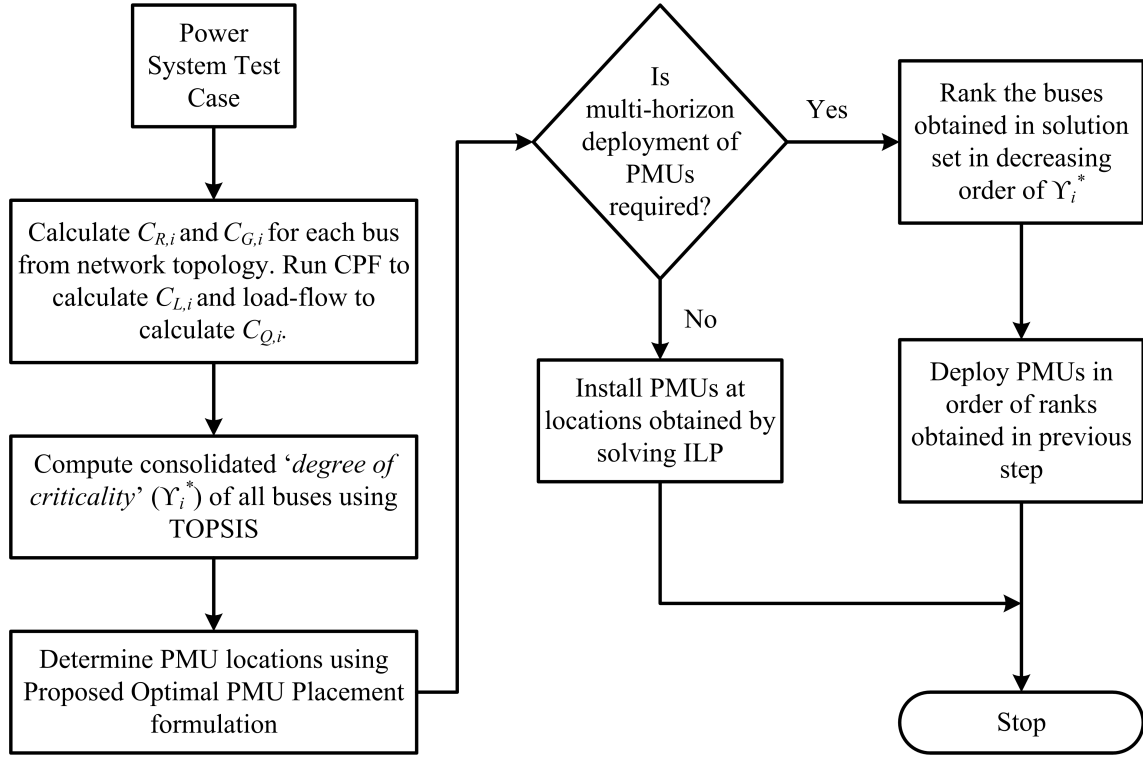 Power
System Test
Case
Calculate C_{R,i} and C_{G,i} for each bus
from network topology. Run CPF to
calculate C_{L,i} and load-flow to
calculate C_{Q,i}.
Compute consolidated ‘degree of
criticality’ (ϒ_i^*) of all buses using
TOPSIS
Determine PMU locations using
Proposed Optimal PMU Placement
formulation
Is
multi-horizon
deployment of
PMUs
required?
Yes
No
Install PMUs at
locations obtained by
solving ILP
Rank the buses
obtained in solution
set in decreasing
order of ϒ_i^*
Deploy PMUs in
order of ranks
obtained in previous
step
Stop